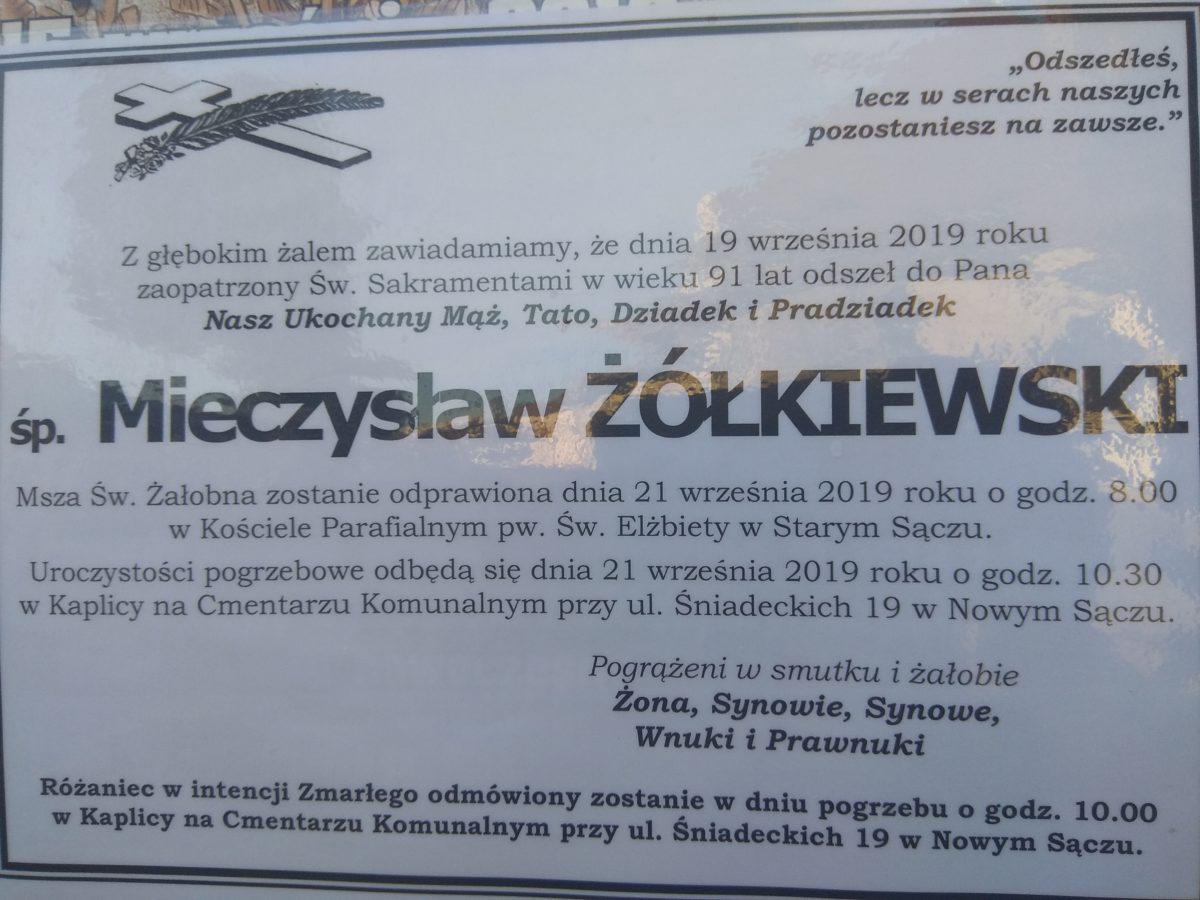 „Odszedłeś,
lecz w serach naszych
pozostaniesz na zawsze.”
Z głębokim żalem zawiadamiamy, że dnia 19 września 2019 roku
zaopatrzony Św. Sakramentami w wieku 91 lat odszeł do Pana
Nasz Ukochany Mąż, Tato, Dziadek i Pradziadek
śp. Mieczysław ŻÓŁKIEWSKI
Msza Św. Żałobna zostanie odprawiona dnia 21 września 2019 roku o godz. 8.00
w Kościele Parafialnym pw. Św. Elżbiety w Starym Sączu.
Uroczystości pogrzebowe odbędą się dnia 21 września 2019 roku o godz. 10.30
w Kaplicy na Cmentarzu Komunalnym przy ul. Śniadeckich 19 w Nowym Sączu.
Pogrążeni w smutku i żałobie
Żona, Synowie, Synowe,
Wnuki i Prawnuki
Różaniec w intencji Zmarłego odmówiony zostanie w dniu pogrzebu o godz. 10.00
w Kaplicy na Cmentarzu Komunalnym przy ul. Śniadeckich 19 w Nowym Sączu.